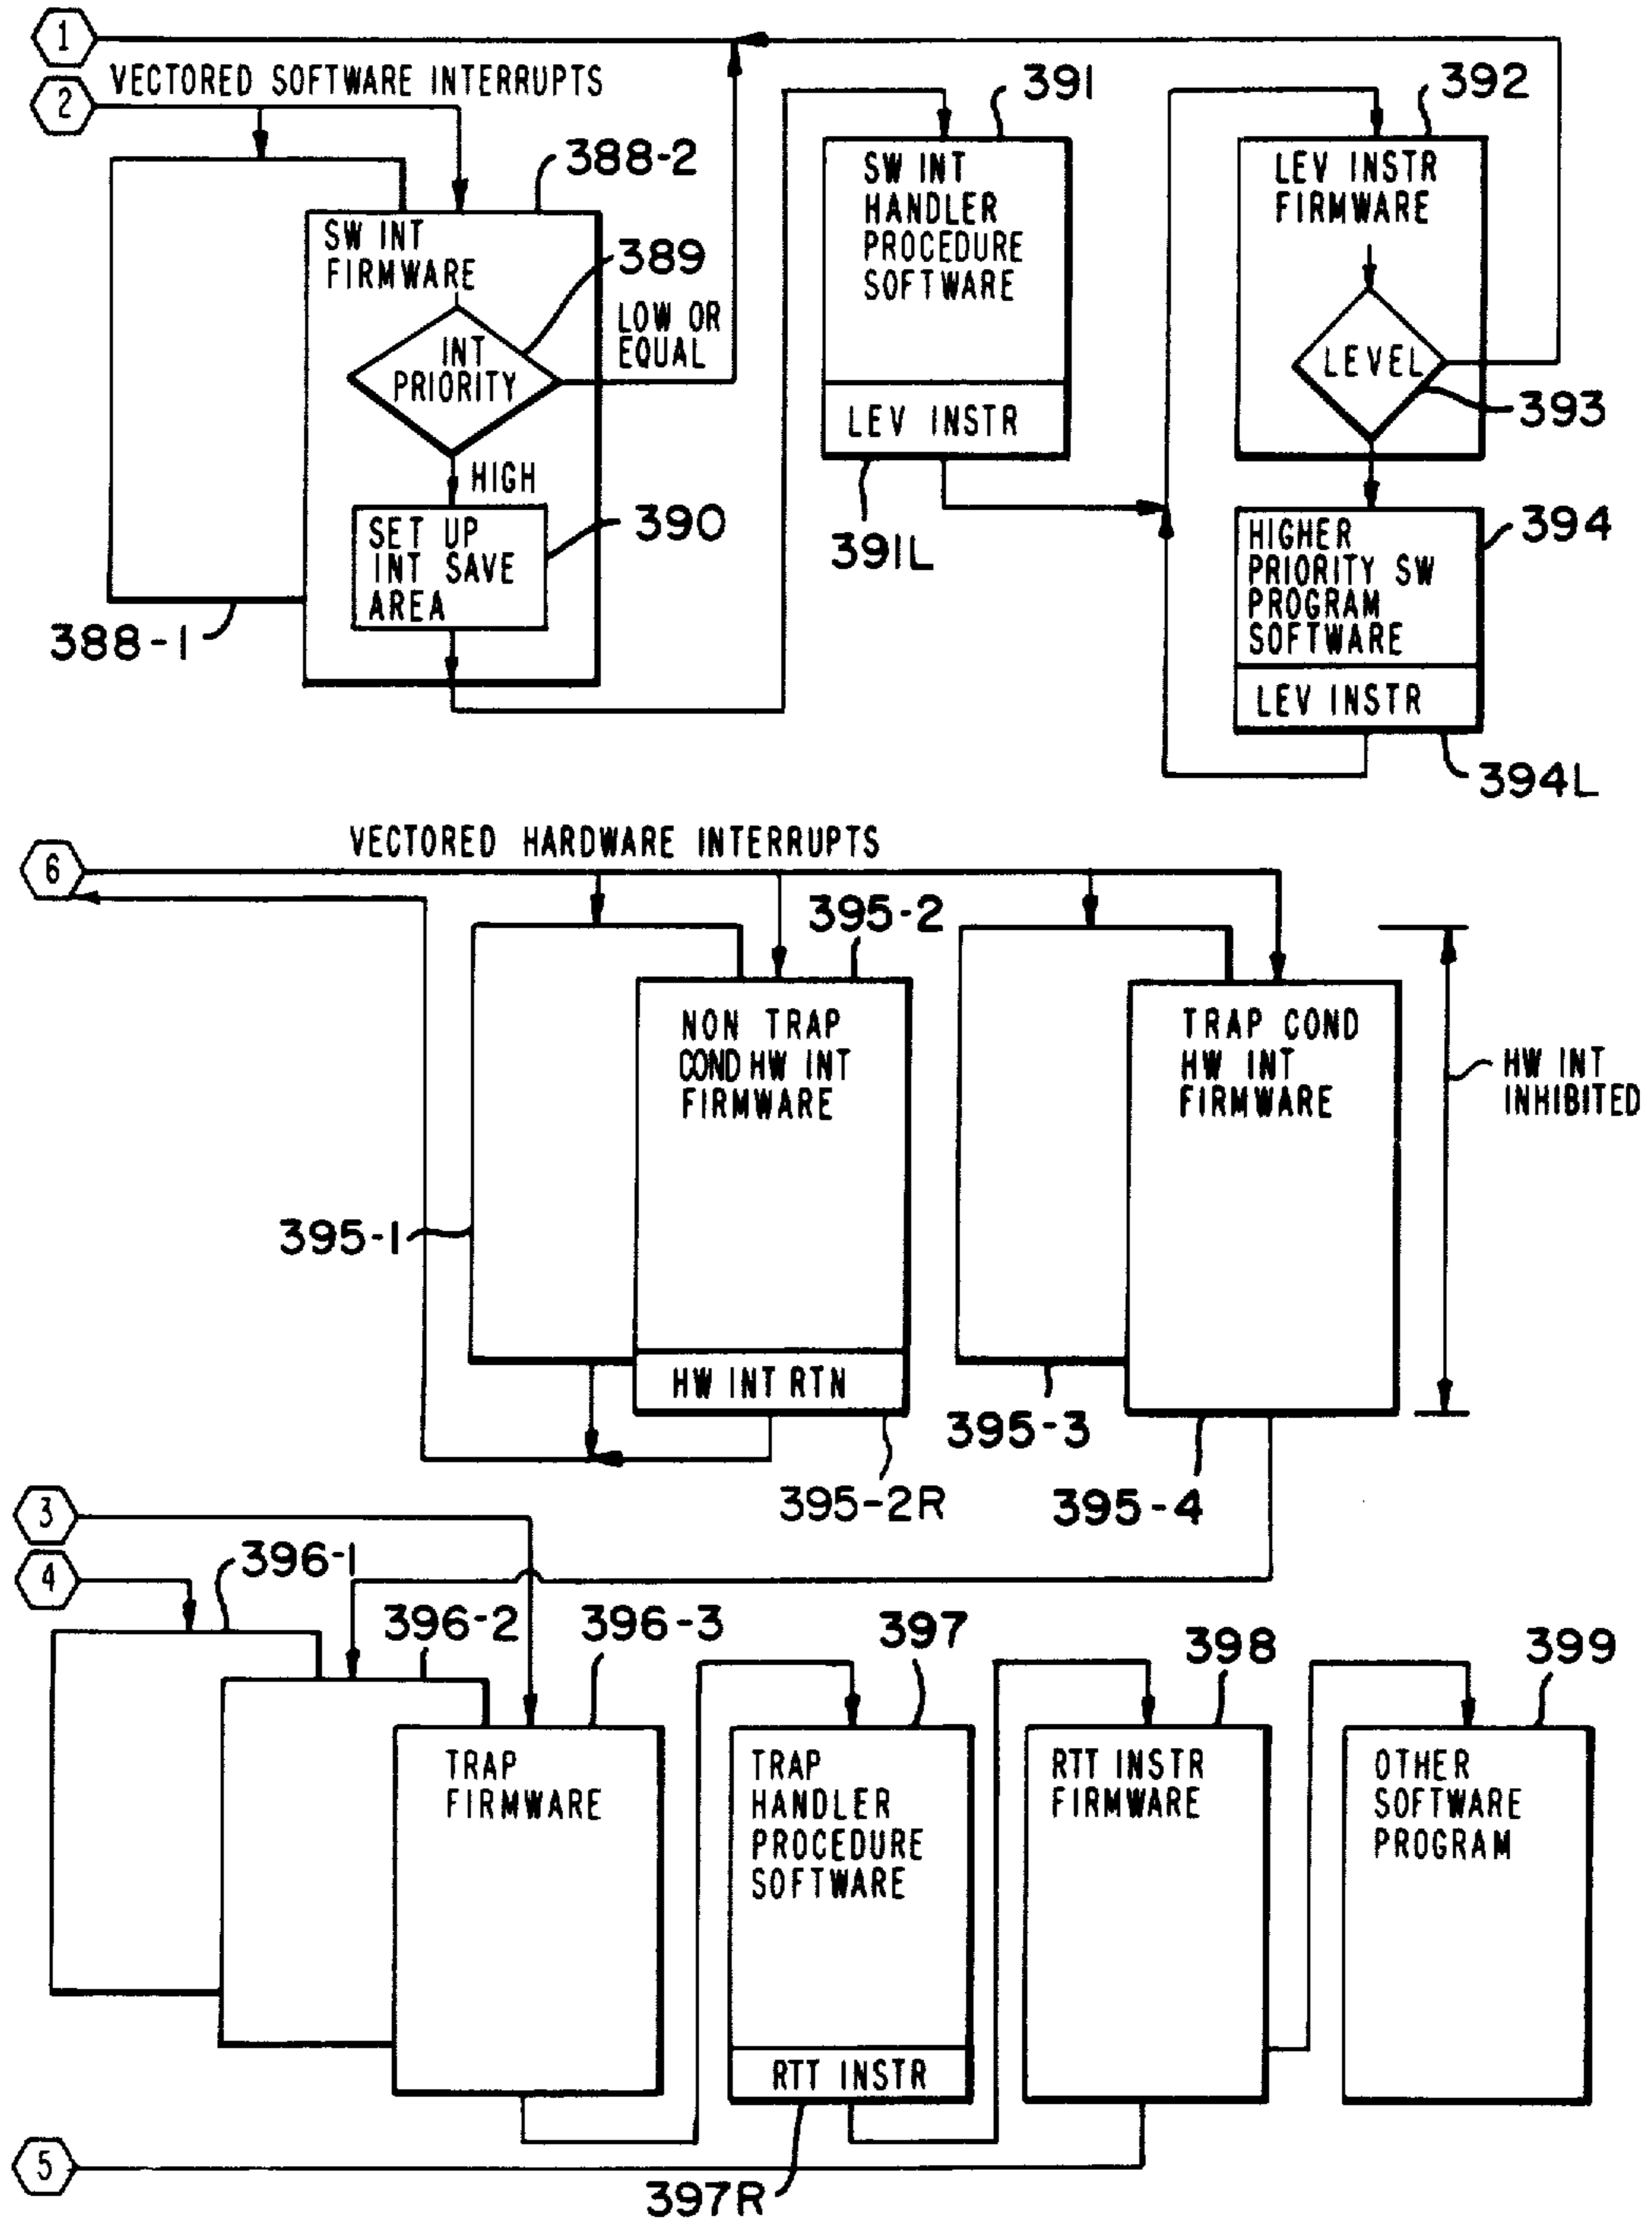 1
VECTORED SOFTWARE INTERRUPTS
2
388-2
SW INT
FIRMWARE
389
INT
PRIORITY
LOW OR
EQUAL
HIGH
SET UP
INT SAVE
AREA
390
388-1
391
SW INT
HANDLER
PROCEDURE
SOFTWARE
LEV INSTR
391L
392
LEV INSTR
FIRMWARE
LEVEL
393
HIGHER
PRIORITY SW
PROGRAM
SOFTWARE
394
LEV INSTR
394L
VECTORED HARDWARE INTERRUPTS
6
395-2
NON TRAP
COND HW INT
FIRMWARE
TRAP COND
HW INT
FIRMWARE
HW INT
INHIBITED
395-1
HW INT RTN
395-3
395-2R
395-4
3
4
396-1
396-2
396-3
397
398
399
TRAP
FIRMWARE
TRAP
HANDLER
PROCEDURE
SOFTWARE
RTT INSTR
FIRMWARE
OTHER
SOFTWARE
PROGRAM
RTT INSTR
5
397R